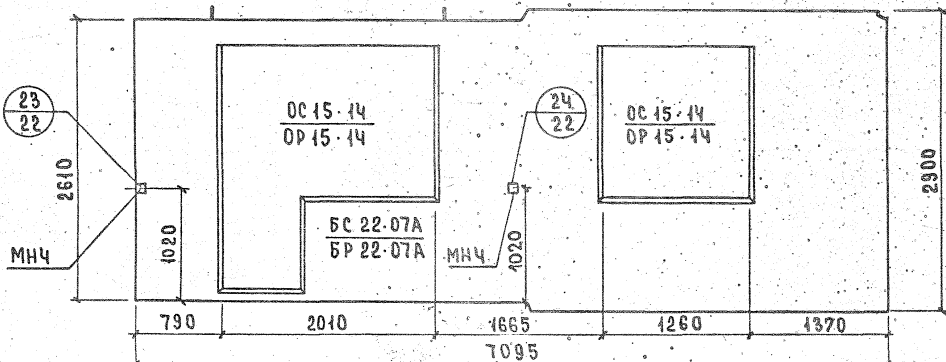 23
22
ОС 15-14
ОР 15-14
24
22
ОС 15-14
ОР 15-14
2610
2900
1020
БС 22-07А
БР 22-07А
МНЧ
МНЧ
1020
790
2010
1665
1260
1370
7095